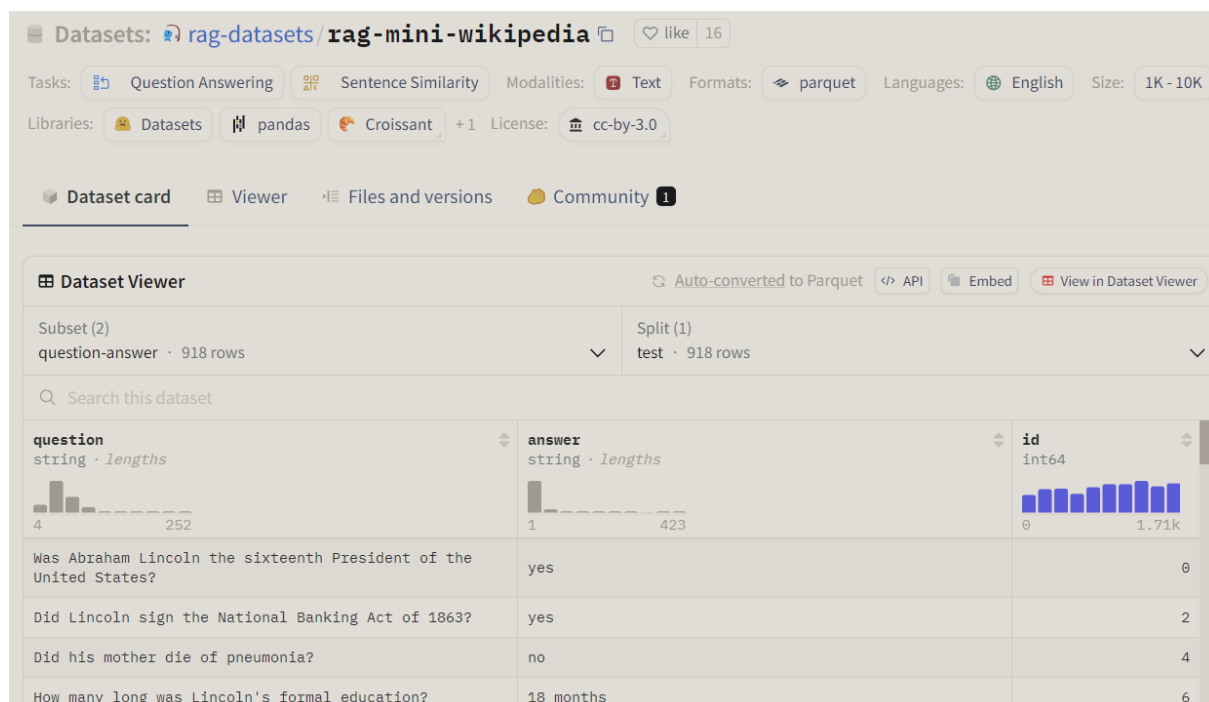 Datasets: rag-datasets/rag-mini-wikipedia like 16
Tasks: Question Answering Sentence Similarity Modalities: Text Formats: parquet Languages: English Size: 1K - 10K
Libraries: Datasets pandas Croissant +1 License: cc-by-3.0
Dataset card Viewer Files and versions Community 1
Dataset Viewer Auto-converted to Parquet API Embed View in Dataset Viewer
Subset (2) Split (1)
question-answer · 918 rows test · 918 rows
Search this dataset
question answer id
string · lengths string · lengths int64
4 252 1 423 0 1.71k
Was Abraham Lincoln the sixteenth President of the
United States? yes 0
Did Lincoln sign the National Banking Act of 1863? yes 2
Did his mother die of pneumonia? no 4
How many long was Lincoln's formal education? 18 months 6